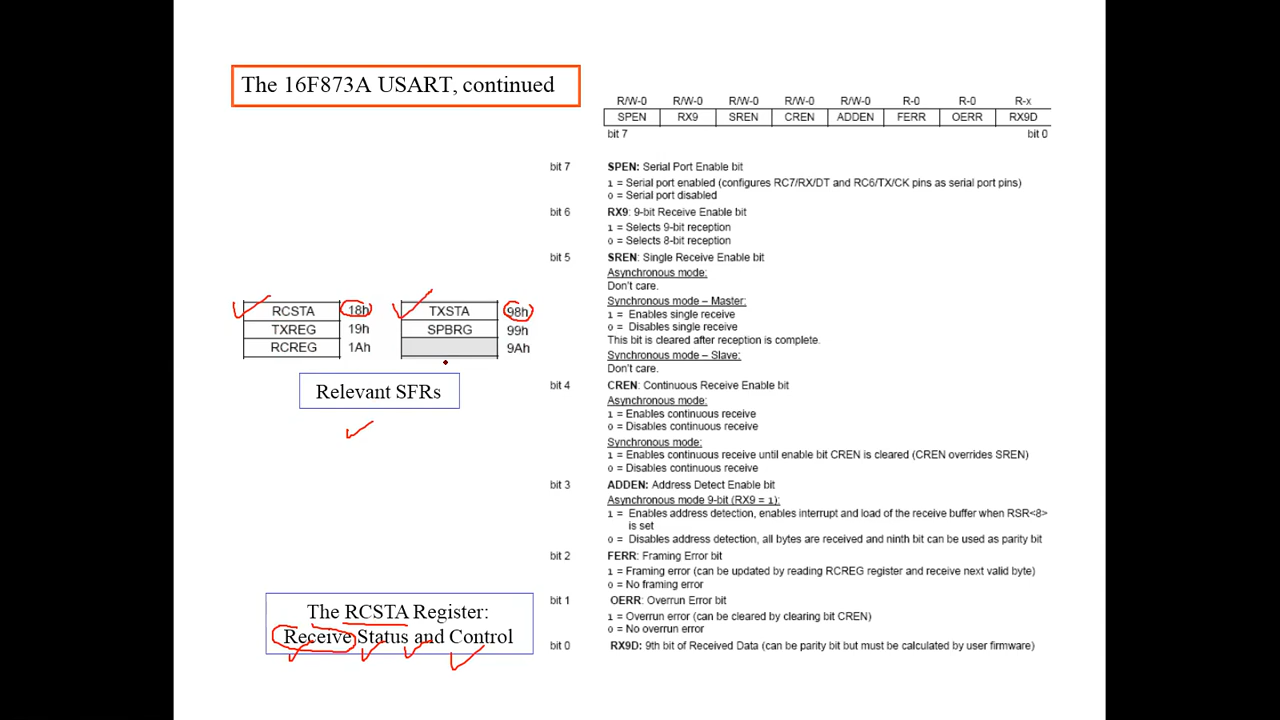 The 16F873A USART, continued
R/W-0 R/W-0 R/W-0 R/W-0 R/W-0 R-0 R-0 R-x
SPEN RX9 SREN CREN ADDEN FERR OERR RX9D
bit 7 bit 0
bit 7 SPEN: Serial Port Enable bit
1 = Serial port enabled (configures RC7/RX/DT and RC6/TX/CK pins as serial port pins)
0 = Serial port disabled
bit 6 RX9: 9-bit Receive Enable bit
1 = Selects 9-bit reception
0 = Selects 8-bit reception
bit 5 SREN: Single Receive Enable bit
Asynchronous mode:
Don't care.
Synchronous mode – Master:
1 = Enables single receive
0 = Disables single receive
This bit is cleared after reception is complete.
Synchronous mode – Slave:
Don't care.
bit 4 CREN: Continuous Receive Enable bit
Asynchronous mode:
1 = Enables continuous receive
0 = Disables continuous receive
Synchronous mode:
1 = Enables continuous receive until enable bit CREN is cleared (CREN overrides SREN)
0 = Disables continuous receive
bit 3 ADDEN: Address Detect Enable bit
Asynchronous mode 9-bit (RX9 = 1):
1 = Enables address detection, enables interrupt and load of the receive buffer when RSR<8>
is set
0 = Disables address detection, all bytes are received and ninth bit can be used as parity bit
bit 2 FERR: Framing Error bit
1 = Framing error (can be updated by reading RCREG register and receive next valid byte)
0 = No framing error
bit 1 OERR: Overrun Error bit
1 = Overrun error (can be cleared by clearing bit CREN)
0 = No overrun error
bit 0 RX9D: 9th bit of Received Data (can be parity bit but must be calculated by user firmware)
RCSTA 18h TXSTA 98h
TXREG 19h SPBRG 99h
RCREG 1Ah 9Ah
Relevant SFRs
The RCSTA Register:
Receive Status and Control